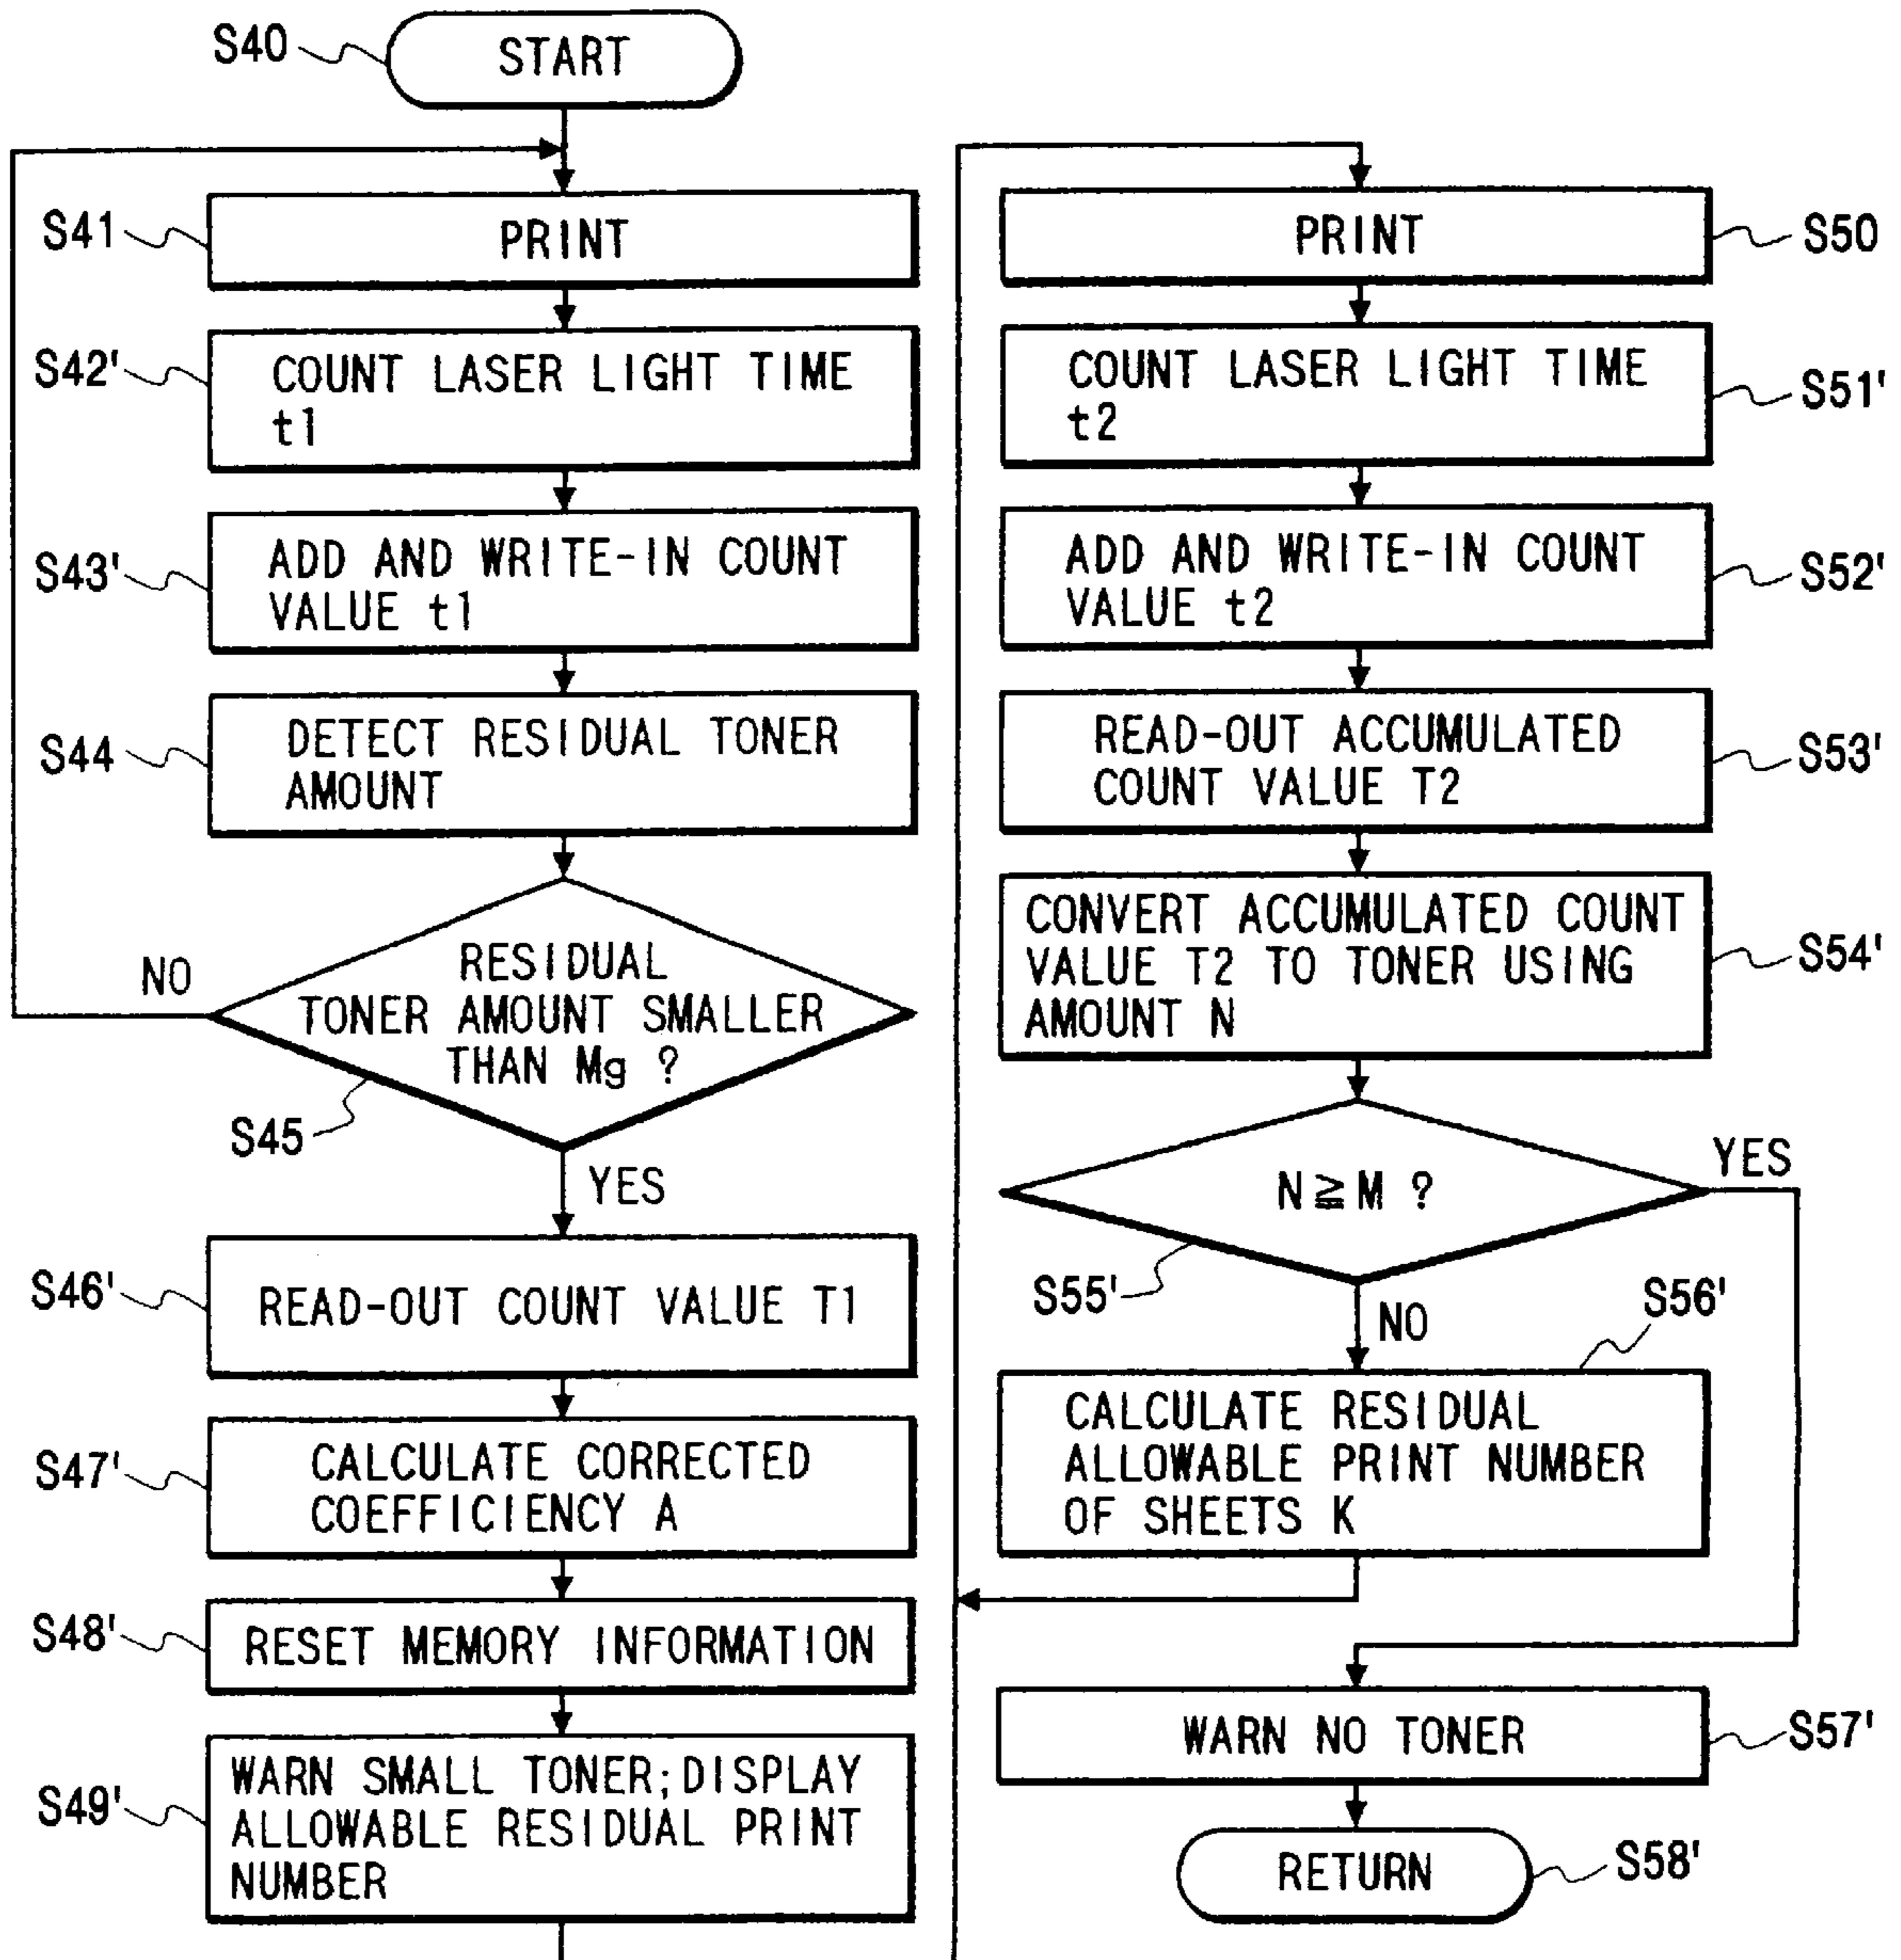 S40
START
S41
PRINT
S42'
COUNT LASER LIGHT TIME
t1
S43'
ADD AND WRITE-IN COUNT
VALUE t1
S44
DETECT RESIDUAL TONER
AMOUNT
NO
RESIDUAL
TONER AMOUNT SMALLER
THAN Mg ?
S45
YES
S46'
READ-OUT COUNT VALUE T1
S47'
CALCULATE CORRECTED
COEFFICIENCY A
S48'
RESET MEMORY INFORMATION
S49'
WARN SMALL TONER;DISPLAY
ALLOWABLE RESIDUAL PRINT
NUMBER
PRINT
S50
COUNT LASER LIGHT TIME
t2
S51'
ADD AND WRITE-IN COUNT
VALUE t2
S52'
READ-OUT ACCUMULATED
COUNT VALUE T2
S53'
CONVERT ACCUMULATED COUNT
VALUE T2 TO TONER USING
AMOUNT N
S54'
N≧M ?
YES
S55'
NO
S56'
CALCULATE RESIDUAL
ALLOWABLE PRINT NUMBER
OF SHEETS K
WARN NO TONER
S57'
RETURN
S58'